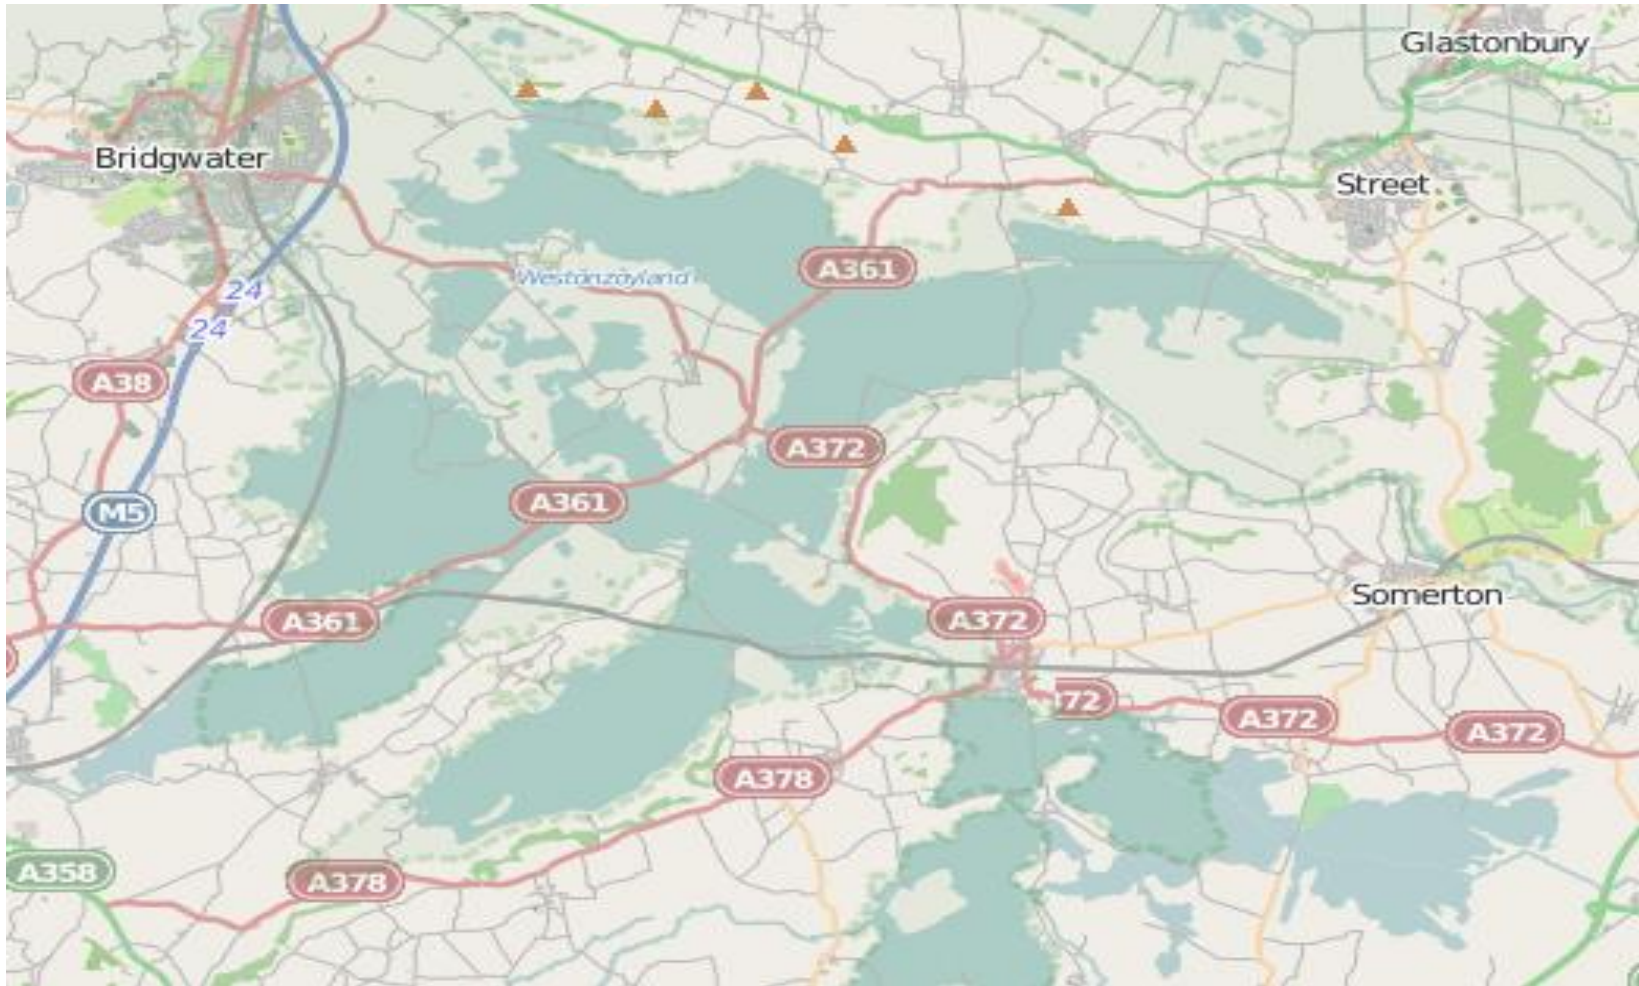 Glastonbury
Bridgwater
Street
A361
Westonzoyland
24
24
A38
A372
A361
M5
A372
Somerton
A361
72
A372
A372
A378
A358
A378